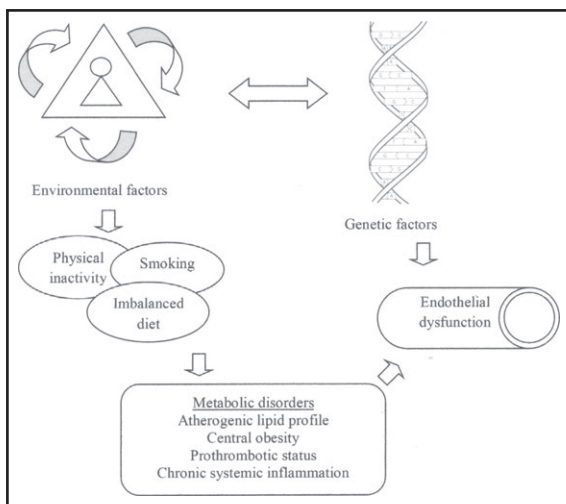 Environmental factors
Genetic factors
Physical
inactivity
Smoking
Imbalanced
diet
Endothelial
dysfunction
Metabolic disorders
Atherogenic lipid profile
Central obesity
Prothrombotic status
Chronic systemic inflammation